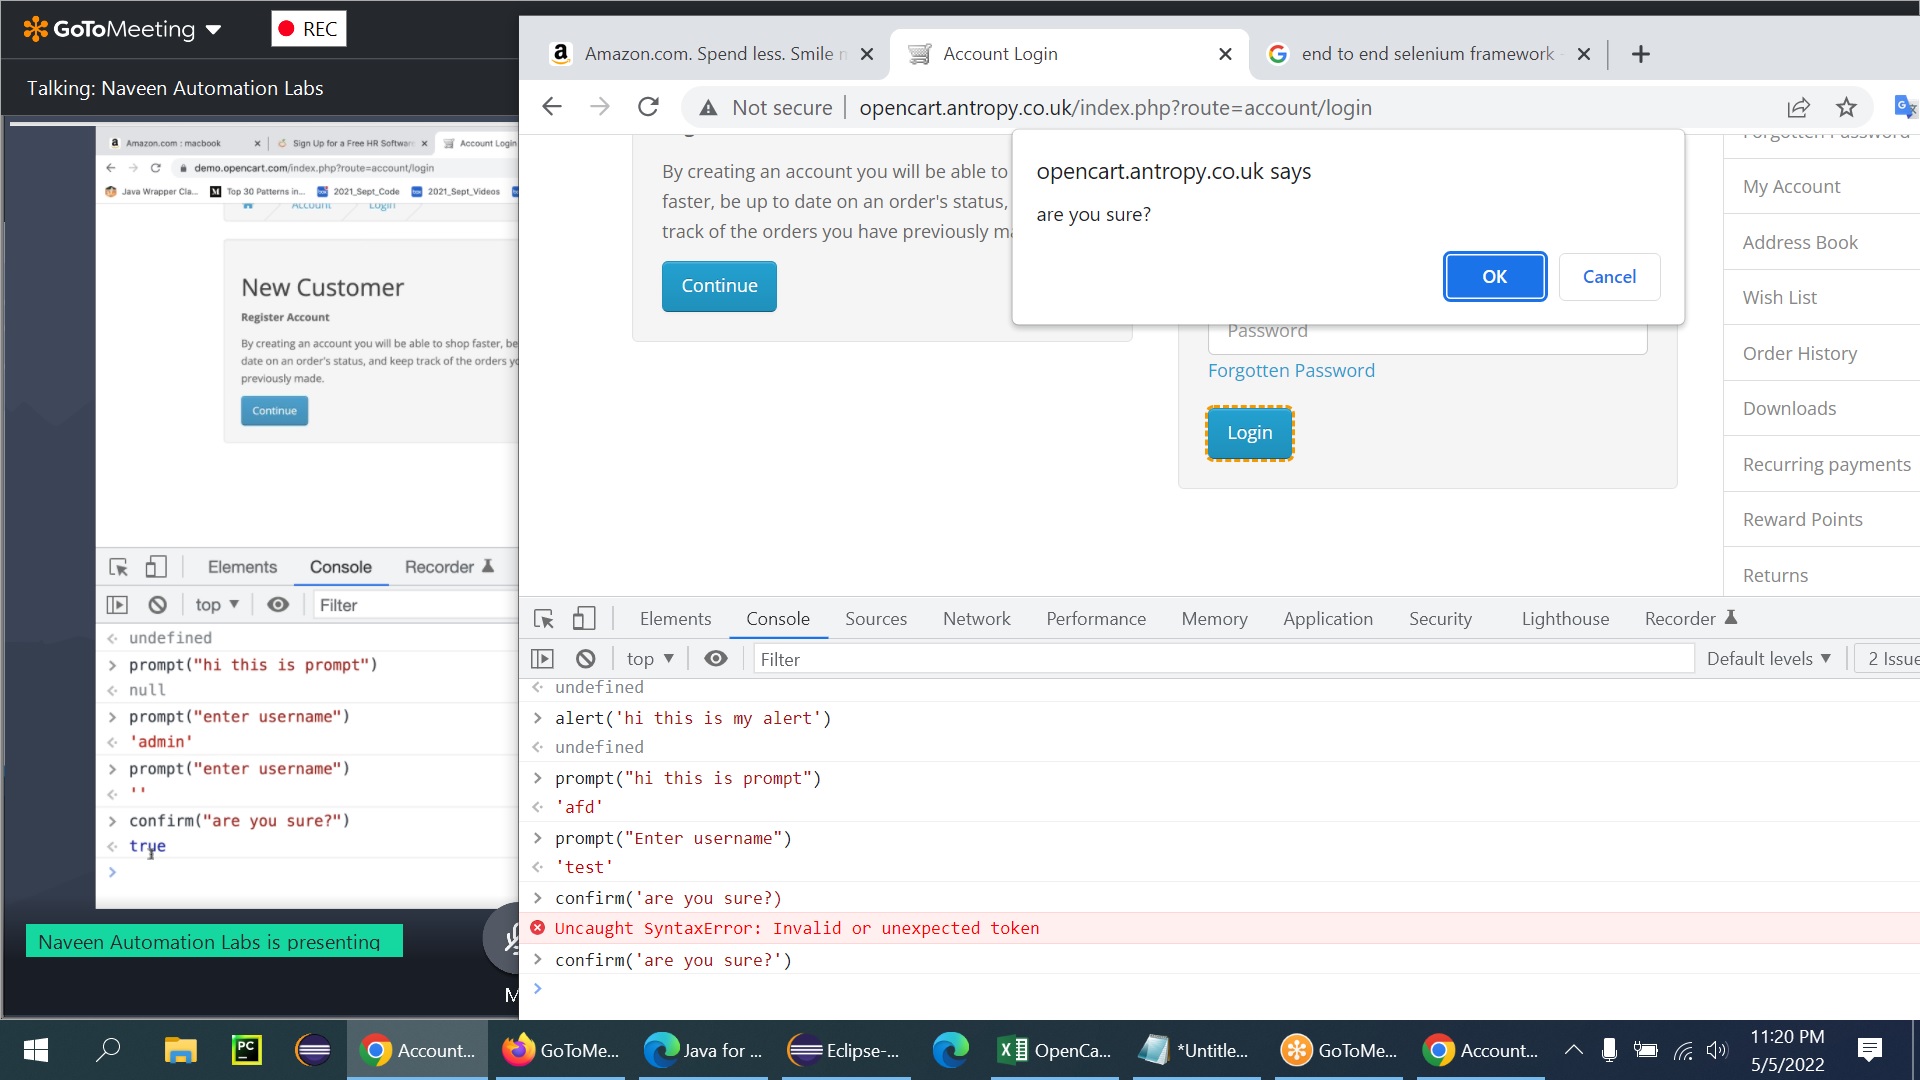 GoToMeeting
REC
Talking: Naveen Automation Labs
Amazon.com : macbook
Sign Up for a Free HR Software
Account Login
demo.opencart.com/index.php?route=account/login
Java Wrapper Cla...
Top 30 Patterns in...
2021_Sept_Code
2021_Sept_Videos
Account
Login
New Customer
Register Account
By creating an account you will be able to shop faster, be
date on an order's status, and keep track of the orders yo
previously made.
Continue
Elements
Console
Recorder
top
Filter
undefined
prompt("hi this is prompt")
null
prompt("enter username")
'admin'
prompt("enter username")
''
confirm("are you sure?")
true
Naveen Automation Labs is presenting
M
Amazon.com. Spend less. Smile
Account Login
end to end selenium framework
Not secure
opencart.antropy.co.uk/index.php?route=account/login
By creating an account you will be able to
faster, be up to date on an order's status,
track of the orders you have previously ma
Continue
opencart.antropy.co.uk says
are you sure?
OK
Cancel
Password
Forgotten Password
Login
Forgotten Password
My Account
Address Book
Wish List
Order History
Downloads
Recurring payments
Reward Points
Returns
Elements
Console
Sources
Network
Performance
Memory
Application
Security
Lighthouse
Recorder
top
Filter
Default levels
2 Issue
undefined
alert('hi this is my alert')
undefined
prompt("hi this is prompt")
'afd'
prompt("Enter username")
'test'
confirm('are you sure?)
Uncaught SyntaxError: Invalid or unexpected token
confirm('are you sure?')
PC
Account...
GoToMe...
Java for ...
Eclipse-...
OpenCa...
*Untitle...
GoToMe...
Account...
11:20 PM
5/5/2022